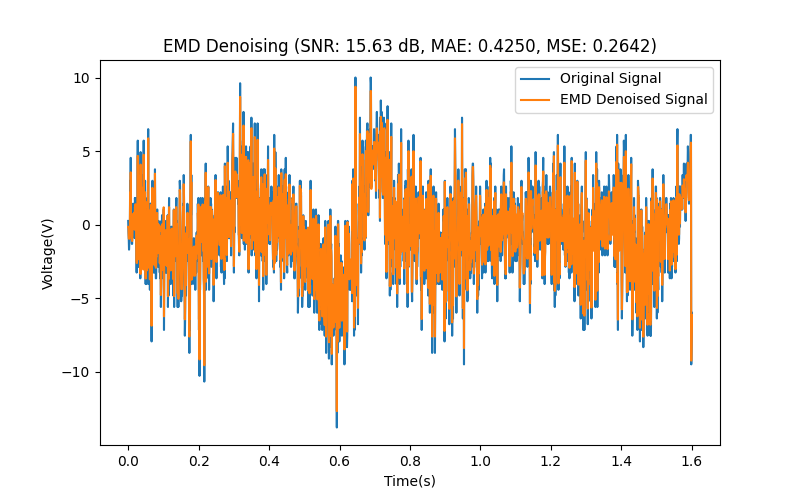 EMD Denoising (SNR: 15.63 dB, MAE: 0.4250, MSE: 0.2642)
Original Signal
EMD Denoised Signal
10
5
0
−5
−10
Voltage(V)
0.0 0.2 0.4 0.6 0.8 1.0 1.2 1.4 1.6
Time(s)